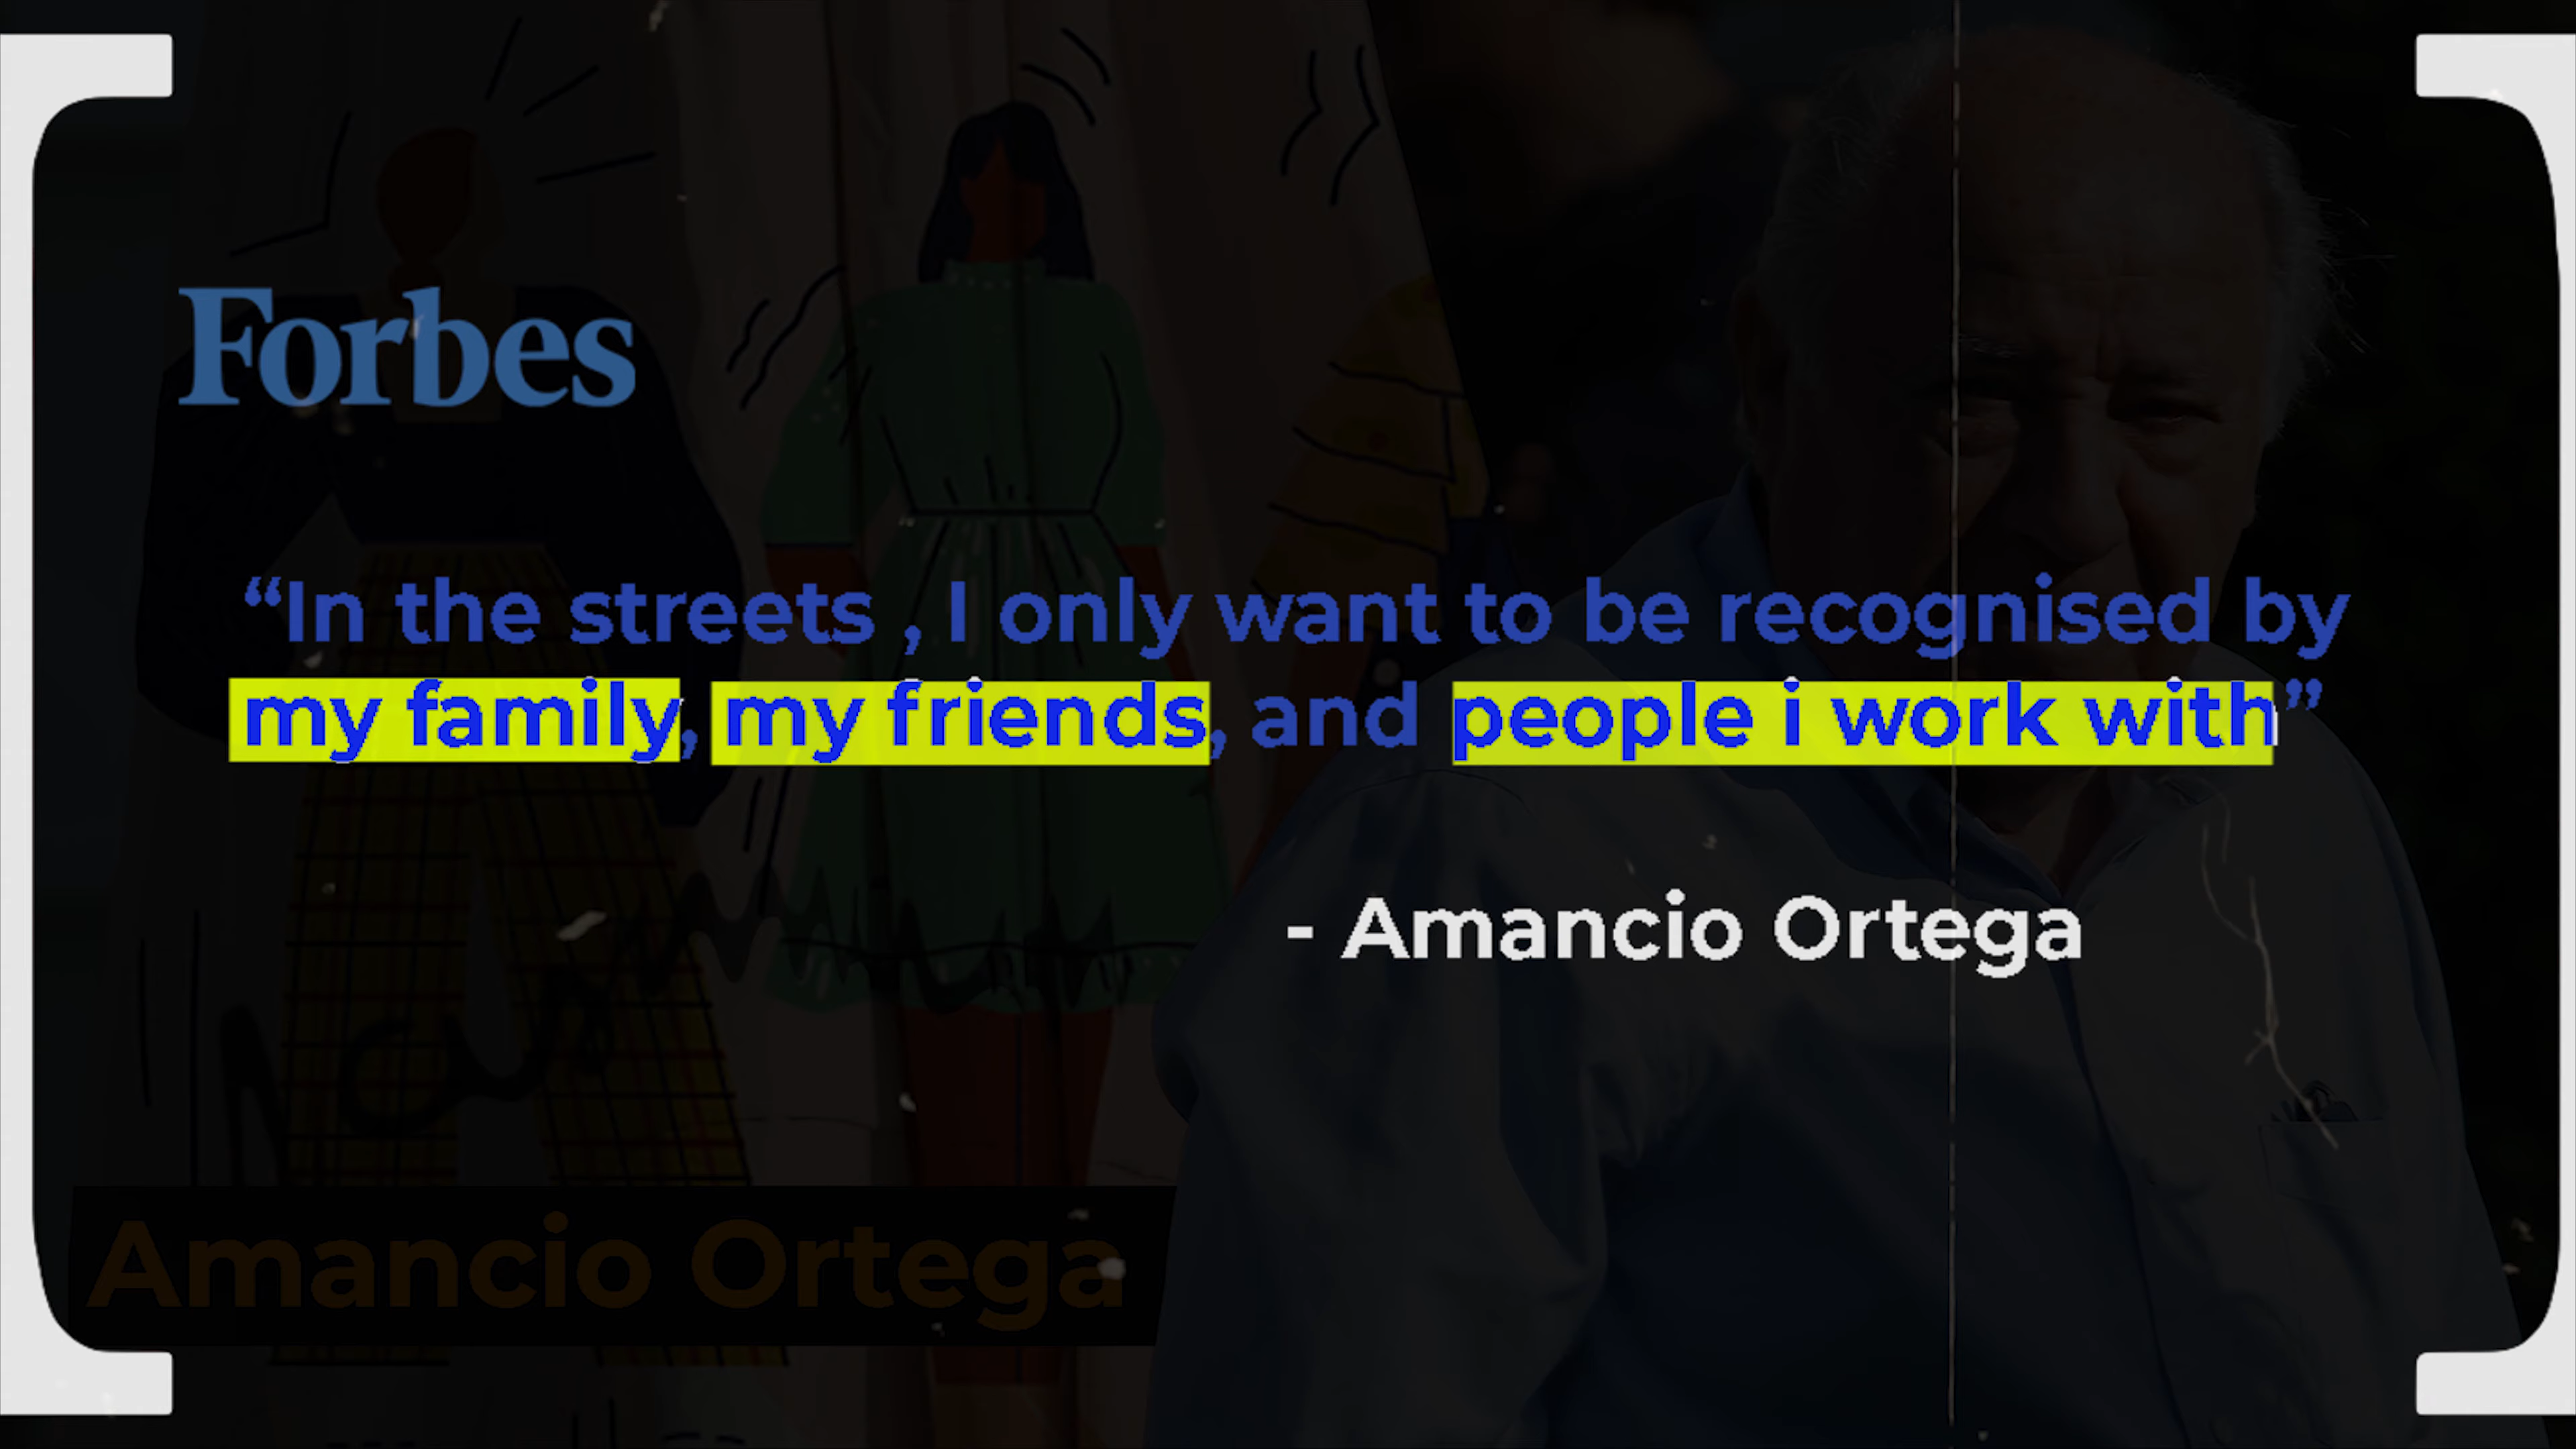 Forbes
“In the streets , I only want to be recognised by
my family, my friends, and people i work with”
- Amancio Ortega
Amancio Ortega